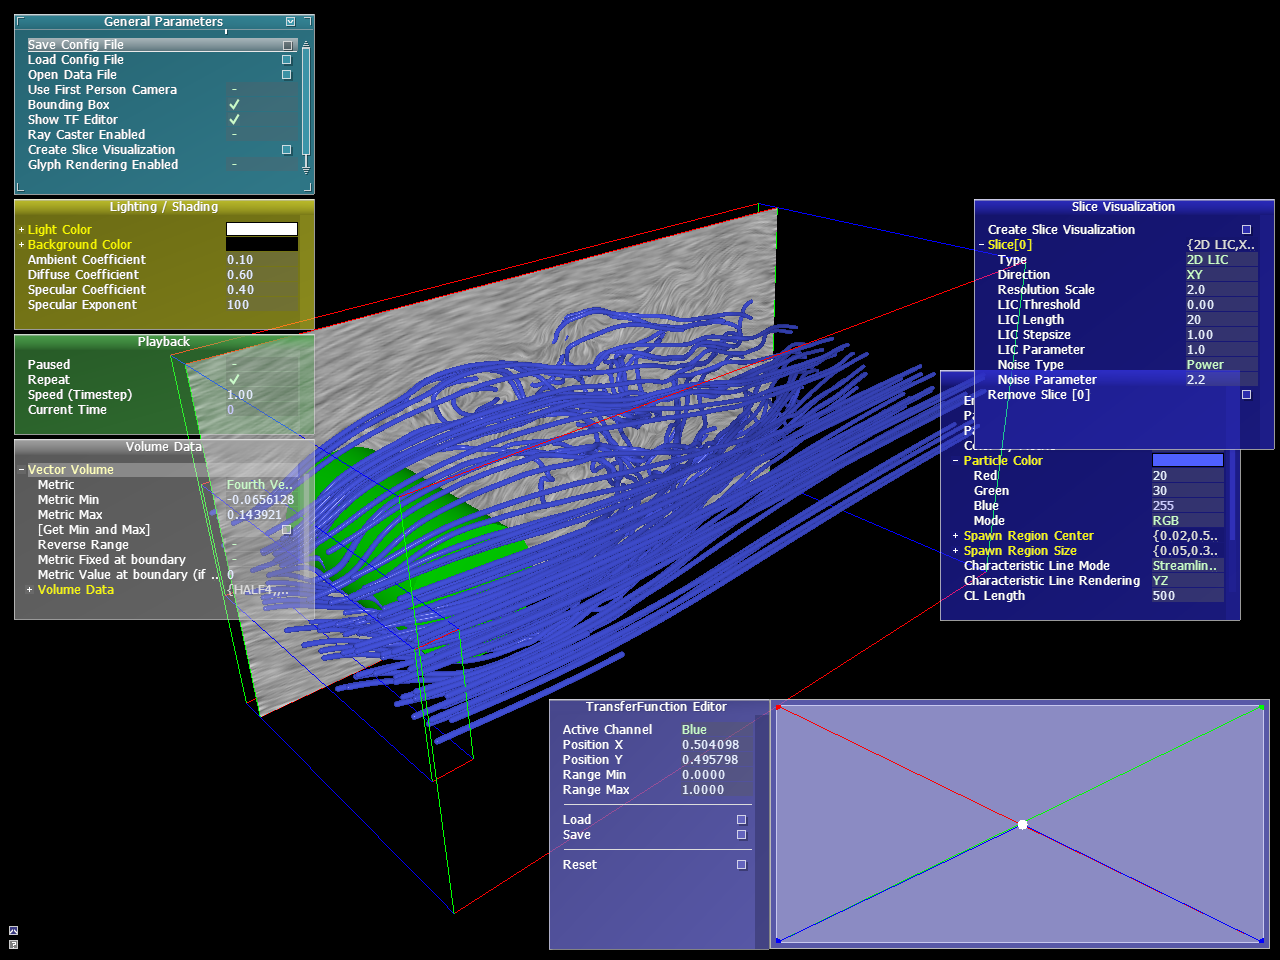 General Parameters
Save Config File
Load Config File
Open Data File
Use First Person Camera -
Bounding Box
Show TF Editor
Ray Caster Enabled -
Create Slice Visualization
Glyph Rendering Enabled -
Lighting / Shading
+ Light Color
+ Background Color
Ambient Coefficient 0.10
Diffuse Coefficient 0.60
Specular Coefficient 0.40
Specular Exponent 100
Playback
Paused -
Repeat
Speed (Timestep) 1.00
Current Time 0
Volume Data
- Vector Volume
Metric Fourth Ve..
Metric Min -0.0656128
Metric Max 0.143921
[Get Min and Max]
Reverse Range -
Metric Fixed at boundary -
Metric Value at boundary (if .. 0
+ Volume Data {HALF4,,..
Slice Visualization
Create Slice Visualization
- Slice[0] {2D LIC,X..
Type 2D LIC
Direction XY
Resolution Scale 2.0
LIC Threshold 0.00
LIC Length 20
LIC Stepsize 1.00
LIC Parameter 1.0
Noise Type Power
Noise Parameter 2.2
Remove Slice [0]
- Particle Color
Red 20
Green 30
Blue 255
Mode RGB
+ Spawn Region Center {0.02,0.5..
+ Spawn Region Size {0.05,0.3..
Characteristic Line Mode Streamlin..
Characteristic Line Rendering YZ
CL Length 500
TransferFunction Editor
Active Channel Blue
Position X 0.504098
Position Y 0.495798
Range Min 0.0000
Range Max 1.0000
Load
Save
Reset
?